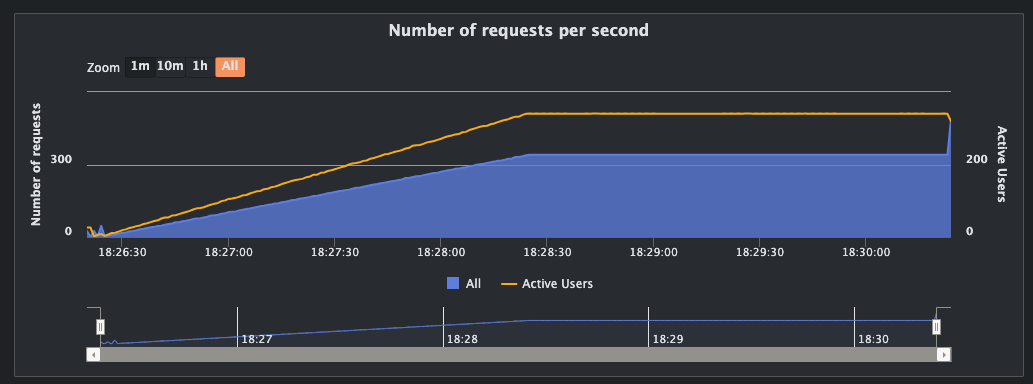 Number of requests per second
Zoom 1m 10m 1h All
Number of requests
300
0
Active Users
200
0
18:26:30 18:27:00 18:27:30 18:28:00 18:28:30 18:29:00 18:29:30 18:30:00
All Active Users
18:27 18:28 18:29 18:30